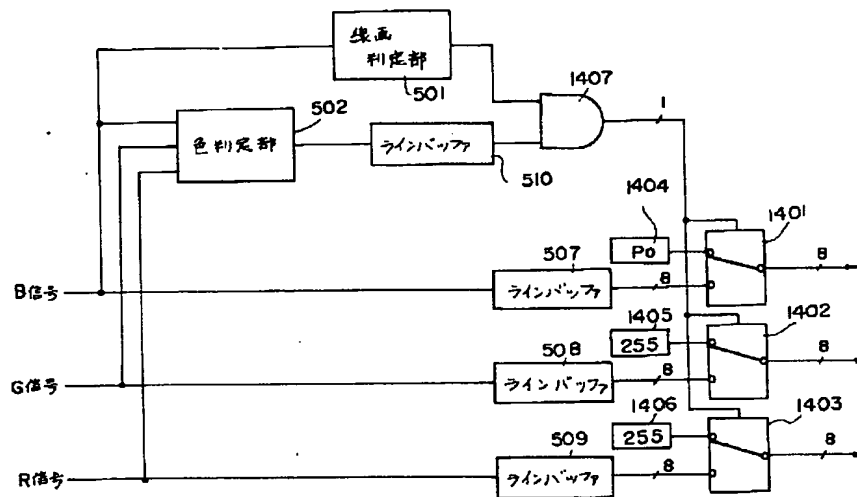 線画
判定部
501
1407
1
502
色判定部
ラインバッファ
510
1404
1401
P0
8
507
B信号
ラインバッファ
8
1405
1402
255
8
508
G信号
ラインバッファ
8
1406
1403
255
8
509
R信号
ラインバッファ
8